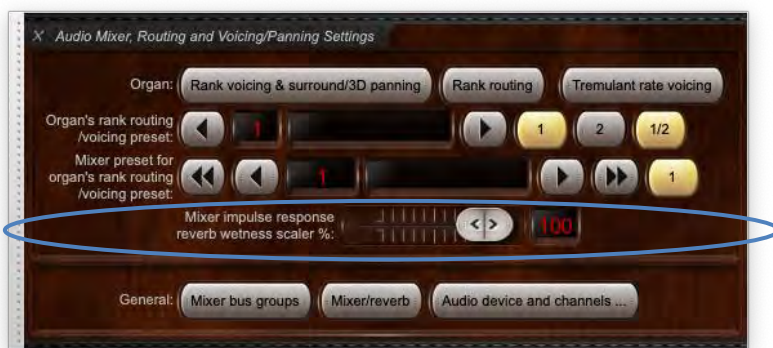 X Audio Mixer, Routing and Voicing/Panning Settings
Organ: Rank voicing & surround/3D panning Rank routing Tremulant rate voicing
Organ's rank routing
/voicing preset: 1 1 2 1/2
Mixer preset for
organ's rank routing
/voicing preset: 1 1
Mixer impulse response
reverb wetness scaler %: < > 100
General: Mixer bus groups Mixer/reverb Audio device and channels ...